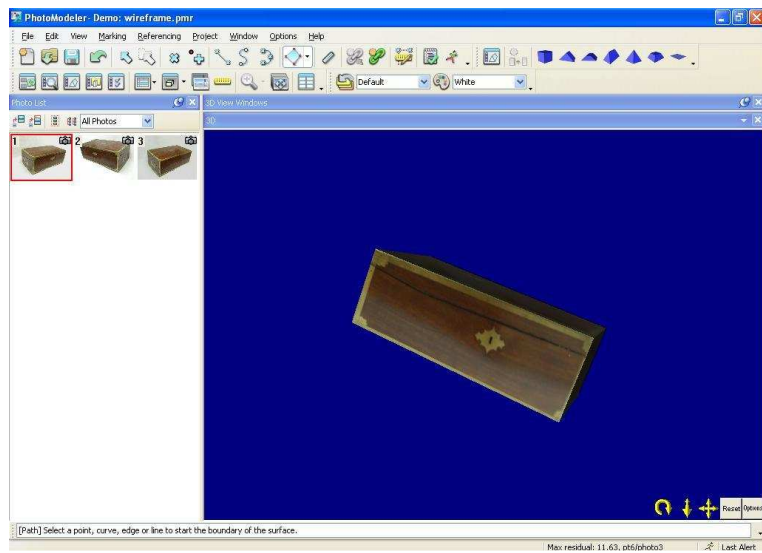 PhotoModeler- Demo: wireframe.pmr
File Edit View Marking Referencing Project Window Options Help
Default White
Photo List 3D View Windows
All Photos 3D
1 2 3
Reset Options
[Path] Select a point, curve, edge or line to start the boundary of the surface.
Max residual: 11.63, pt6/photo3 Last Alert